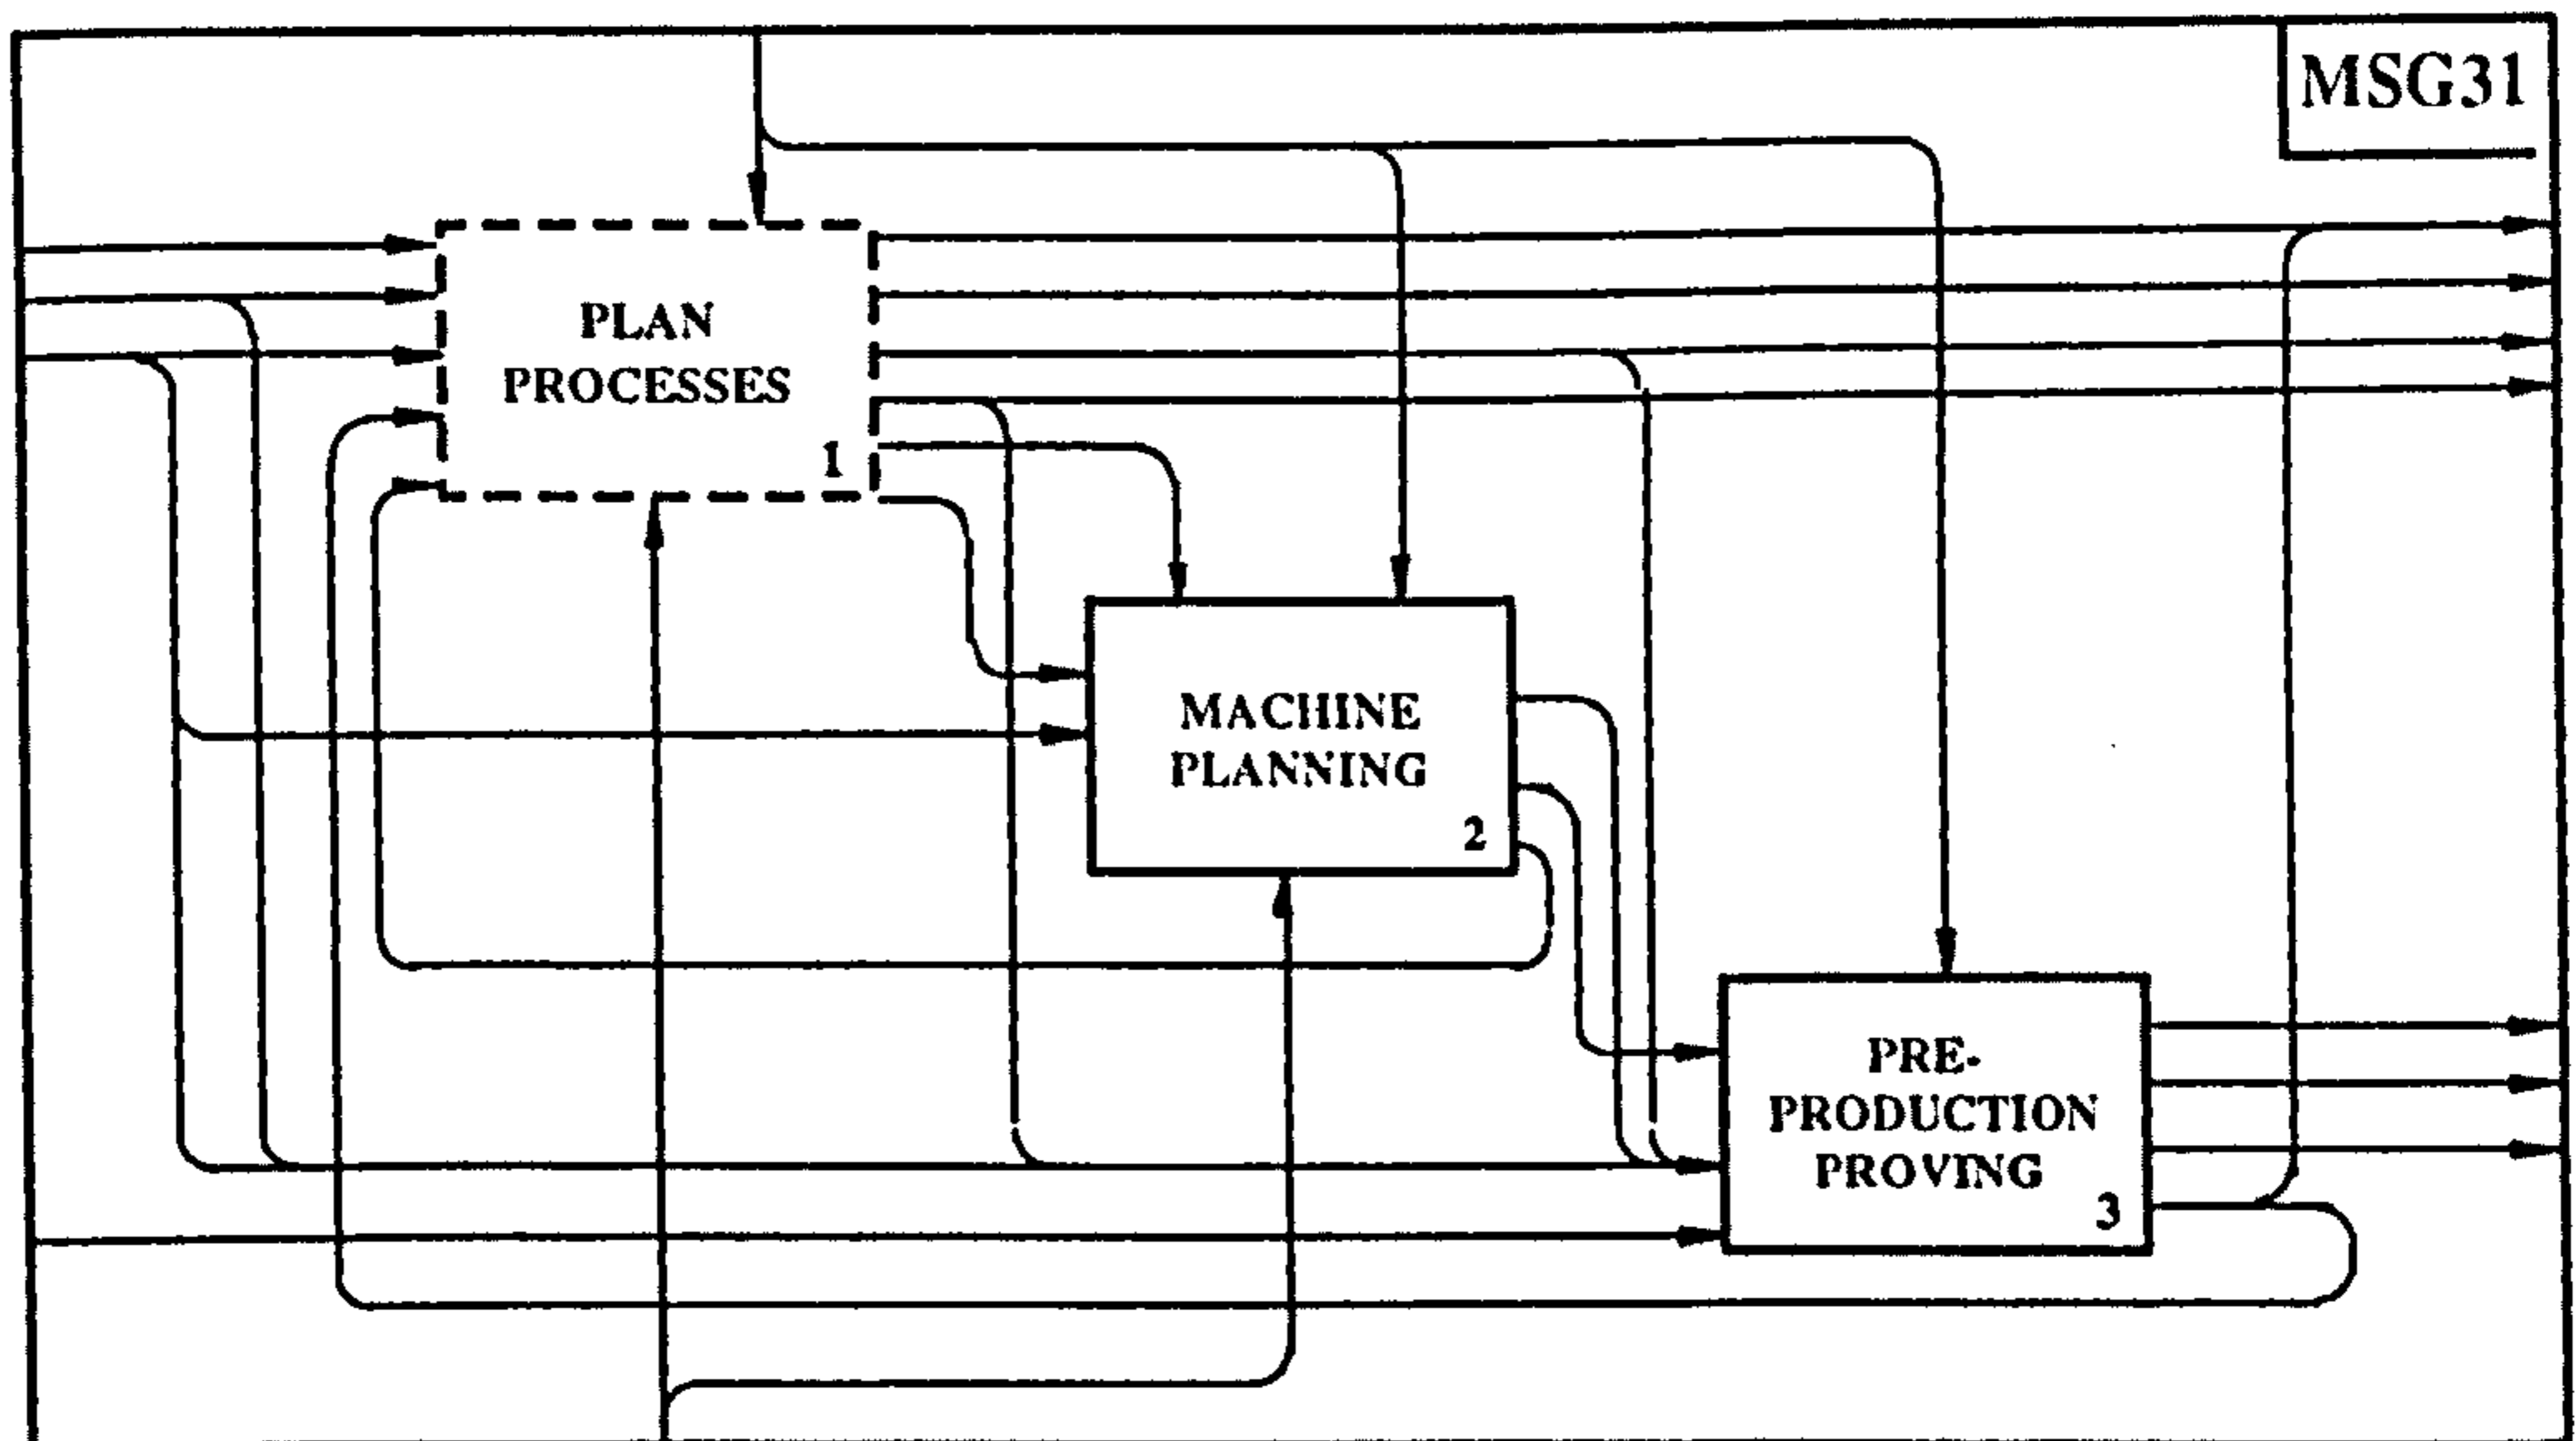 MSG31
PLAN
PROCESSES
1
MACHINE
PLANNING
2
PRE-
PRODUCTION
PROVING
3